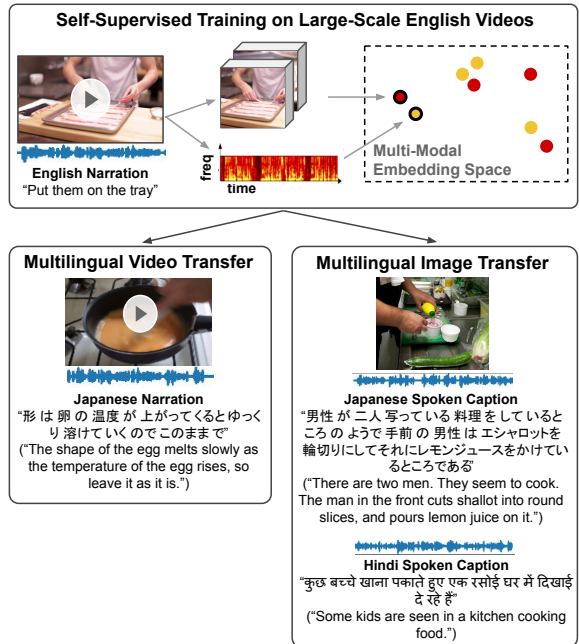 Self-Supervised Training on Large-Scale English Videos
English Narration
“Put them on the tray”
freq
time
Multi-Modal
Embedding Space
Multilingual Video Transfer
Japanese Narration
“形 は 卵 の 温度 が 上がってくるとゆっく
り 溶けて いく の で このまま で”
(“The shape of the egg melts slowly as
the temperature of the egg rises, so
leave it as it is.”)
Multilingual Image Transfer
Japanese Spoken Caption
“男性 が 二人 写っ て いる 料理 を し ている と
ころ の よう で 手前 の 男性 は エシャロットを
輪切りにしてそれにレモンジュースをかけてい
るところである”
(“There are two men. They seem to cook.
The man in the front cuts shallot into round
slices, and pours lemon juice on it.”)
Hindi Spoken Caption
“कुछ बच्चे खाना पकाते हुए एक रसोई घर में दिखाई
दे रहे हैं”
(“Some kids are seen in a kitchen cooking
food.”)